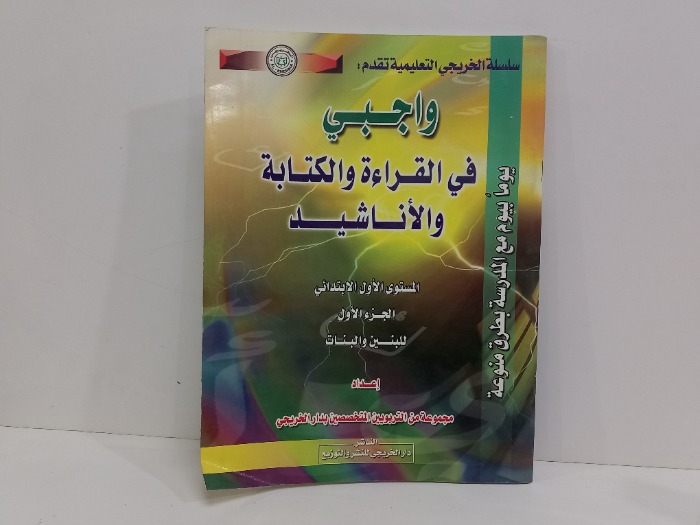 سلسلة الخريجي التعليمية تقدم:
واجبي
في القراءة والكتابة
والأناشيد
المستوى الأول الابتدائي
الجزء الأول
للبنين والبنات
إعداد
مجموعة من التربويين المتخصصين بدار الخريجي
الناشر
دار الخريجي للنشر والتوزيع
يوماً بيوم مع المدرسة بطرق منوعة